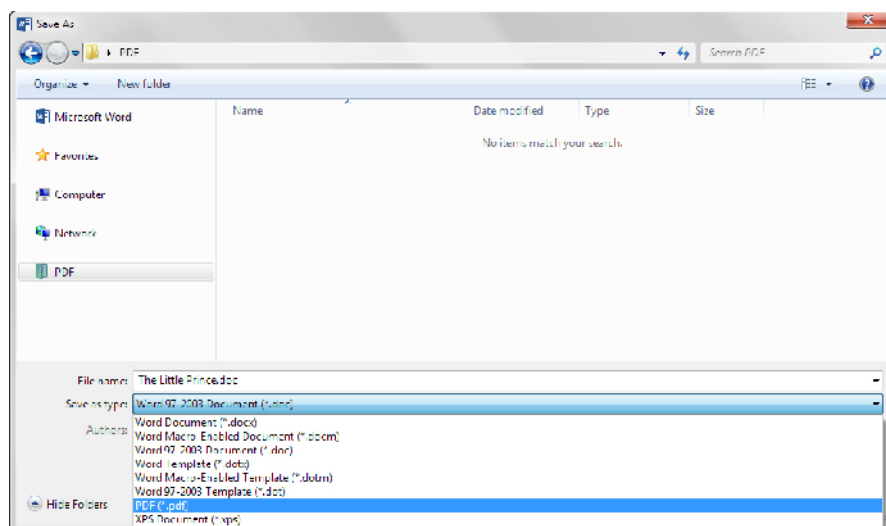 Save As
PDF
Search PDF
Organize
New folder
Microsoft Word
Favorites
Computer
Network
PDF
Name
Date modified
Type
Size
No items match your search.
File name: The Little Prince.doc
Save as type: Word 97-2003 Document (*.doc)
Authors:
Word Document (*.docx)
Word Macro-Enabled Document (*.docm)
Word 97-2003 Document (*.doc)
Word Template (*.dotx)
Word Macro-Enabled Template (*.dotm)
Word 97-2003 Template (*.dot)
PDF (*.pdf)
XPS Document (*.xps)
Hide Folders